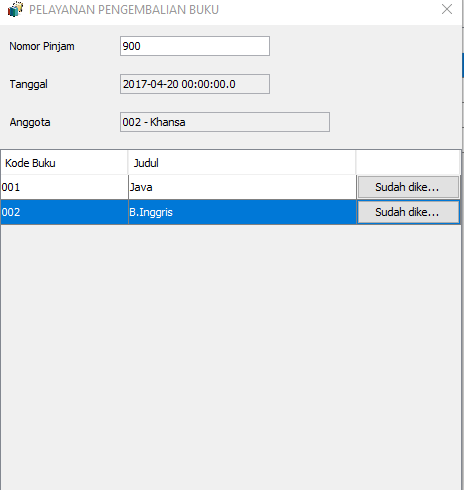 PELAYANAN PENGEMBALIAN BUKU
Nomor Pinjam 900
Tanggal 2017-04-20 00:00:00.0
Anggota 002 - Khansa
Kode Buku Judul
001 Java Sudah dike...
002 B.Inggris Sudah dike...